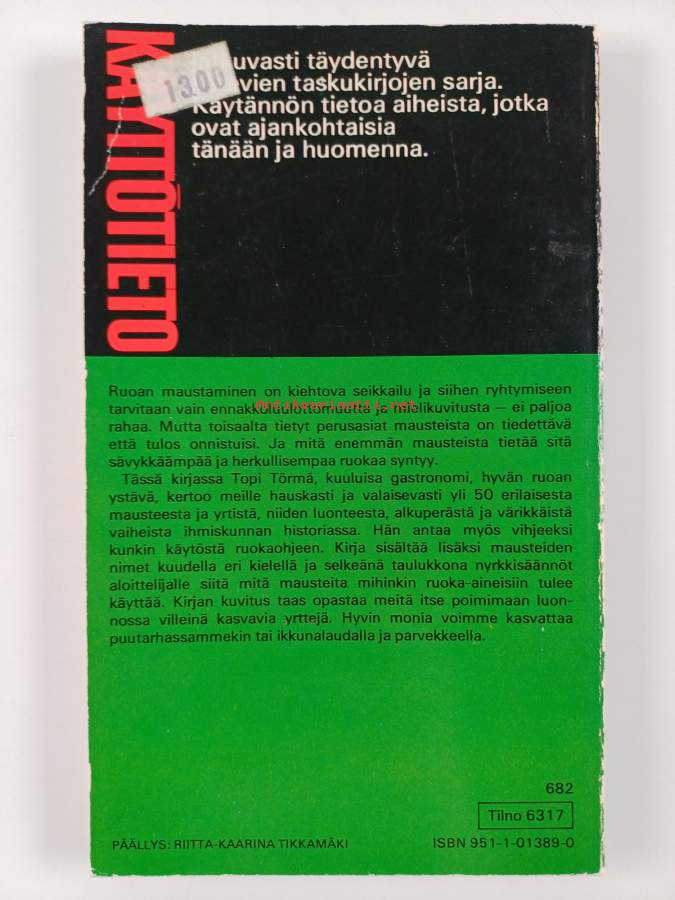 KÄYTTÖTIETO
13.00
uvasti täydentyvä
vien taskukirjojen sarja.
Käytännön tietoa aiheista, jotka
ovat ajankohtaisia
tänään ja huomenna.
Ruoan maustaminen on kiehtova seikkailu ja siihen ryhtymiseen
tarvitaan vain ennakkoluulottomuutta ja mielikuvitusta — ei paljoa
antikvariaatti.net
rahaa. Mutta toisaalta tietyt perusasiat mausteista on tiedettävä
että tulos onnistuisi. Ja mitä enemmän mausteista tietää sitä
sävykkäämpää ja herkullisempaa ruokaa syntyy.
Tässä kirjassa Topi Törmä, kuuluisa gastronomi, hyvän ruoan
ystävä, kertoo meille hauskasti ja valaisevasti yli 50 erilaisesta
mausteesta ja yrtistä, niiden luonteesta, alkuperästä ja värikkäistä
vaiheista ihmiskunnan historiassa. Hän antaa myös vihjeeksi
kunkin käytöstä ruokaohjeen. Kirja sisältää lisäksi mausteiden
nimet kuudella eri kielellä ja selkeänä taulukkona nyrkkisäännöt
aloittelijalle siitä mitä mausteita mihinkin ruoka-aineisiin tulee
käyttää. Kirjan kuvitus taas opastaa meitä itse poimimaan luon-
nossa villeinä kasvavia yrttejä. Hyvin monia voimme kasvattaa
puutarhassammekin tai ikkunalaudalla ja parvekkeella.
682
Tilno 6317
PÄÄLLYS: RIITTA-KAARINA TIKKAMÄKI
ISBN 951-1-01389-0